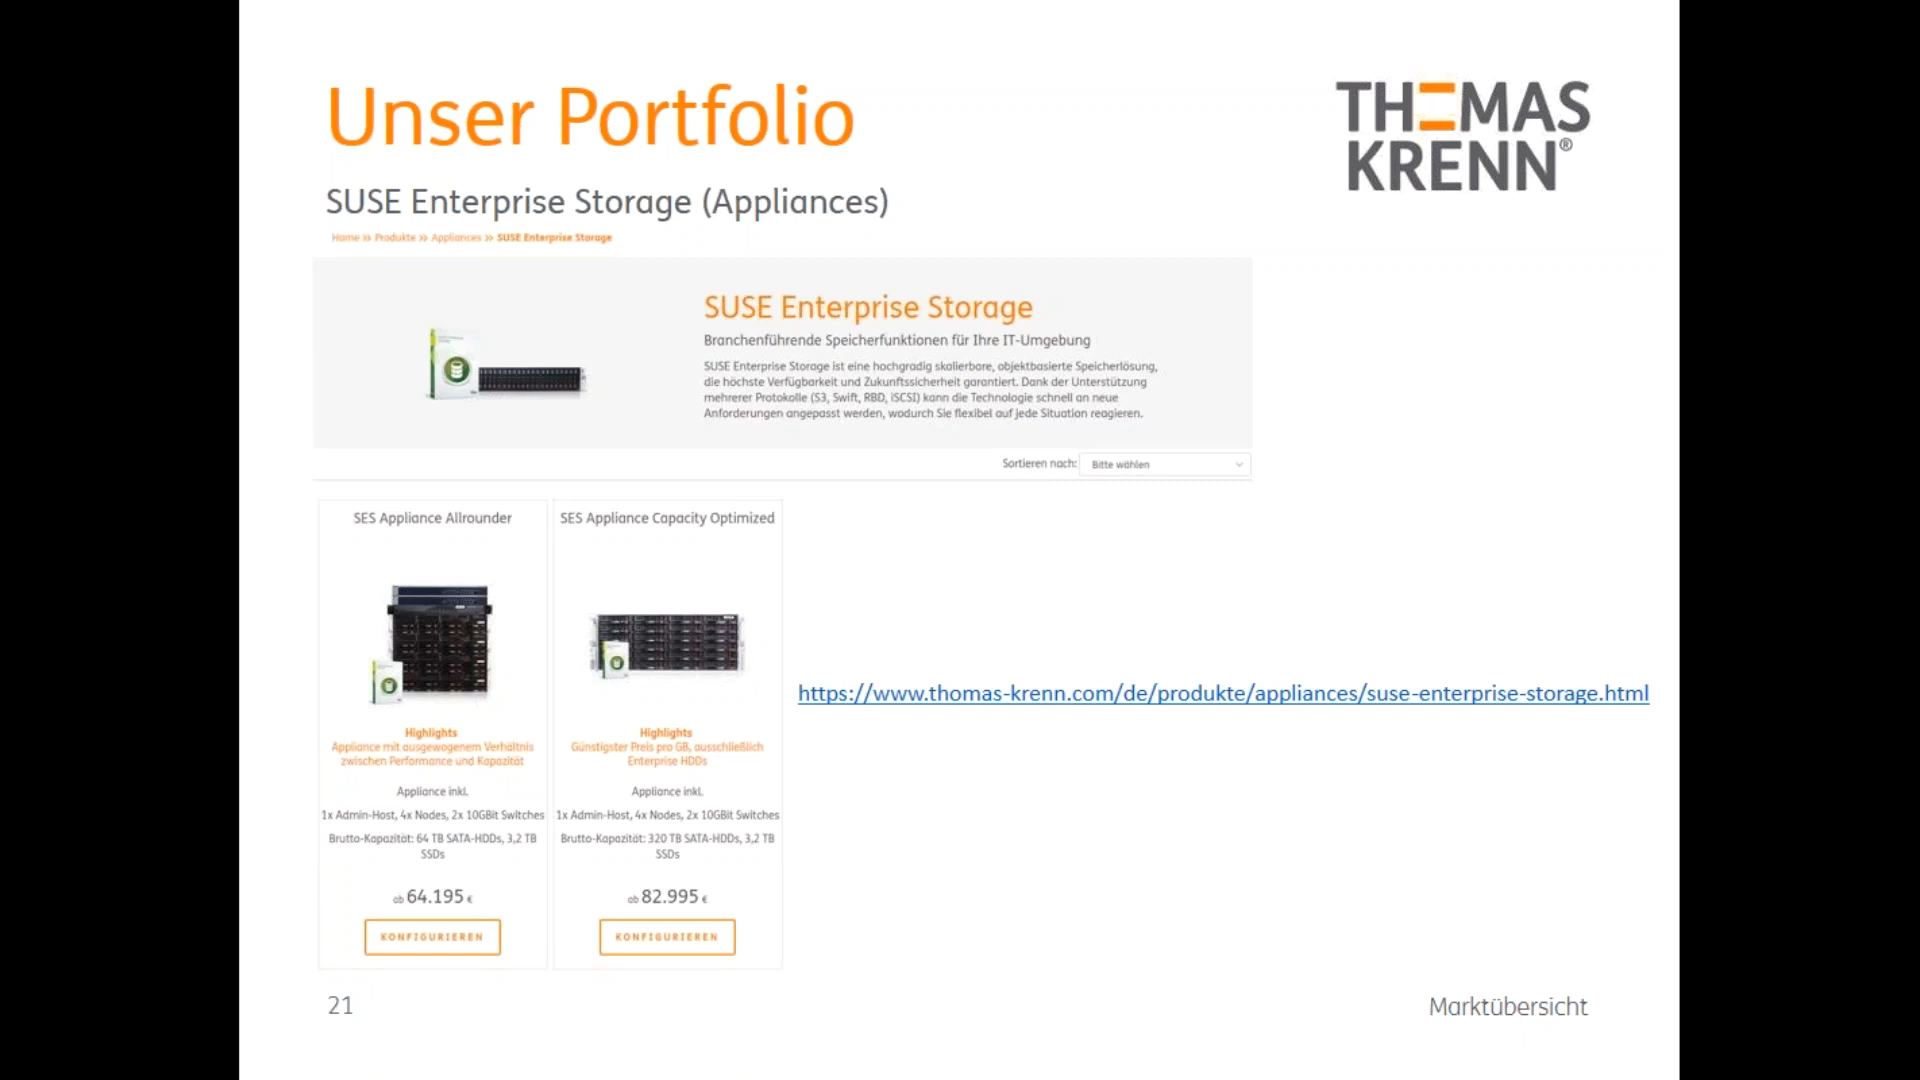 Unser Portfolio
THOMAS
KRENN®
SUSE Enterprise Storage (Appliances)
Home >> Produkte >> Appliances >> SUSE Enterprise Storage
SUSE Enterprise Storage
Branchenführende Speicherfunktionen für Ihre IT-Umgebung
SUSE Enterprise Storage ist eine hochgradig skalierbare, objektbasierte Speicherlösung,
die höchste Verfügbarkeit und Zukunftssicherheit garantiert. Dank der Unterstützung
mehrerer Protokolle (S3, Swift, RBD, iSCSI) kann die Technologie schnell an neue
Anforderungen angepasst werden, wodurch Sie flexibel auf jede Situation reagieren.
Sortieren nach: Bitte wählen
SES Appliance Allrounder
Highlights
Appliance mit ausgewogenem Verhältnis
zwischen Performance und Kapazität
Appliance inkl.
1x Admin-Host, 4x Nodes, 2x 10GBit Switches
Brutto-Kapazität: 64 TB SATA-HDDs, 3,2 TB
SSDs
ab 64.195 €
KONFIGURIEREN
SES Appliance Capacity Optimized
Highlights
Günstigster Preis pro GB, ausschließlich
Enterprise HDDs
Appliance inkl.
1x Admin-Host, 4x Nodes, 2x 10GBit Switches
Brutto-Kapazität: 320 TB SATA-HDDs, 3,2 TB
SSDs
ab 82.995 €
KONFIGURIEREN
https://www.thomas-krenn.com/de/produkte/appliances/suse-enterprise-storage.html
21
Marktübersicht